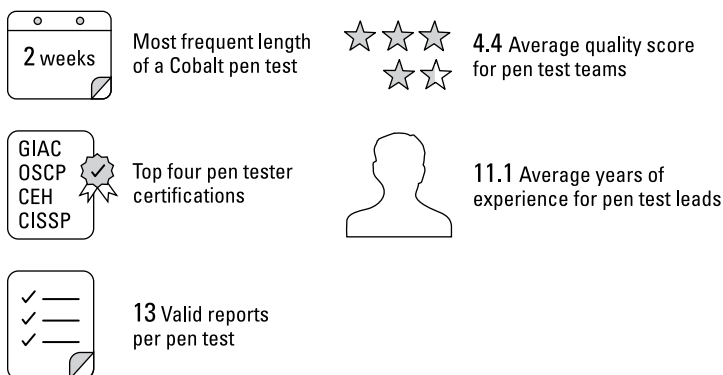 2 weeks
Most frequent length
of a Cobalt pen test
4.4 Average quality score
for pen test teams
GIAC
OSCP
CEH
CISSP
Top four pen tester
certifications
11.1 Average years of
experience for pen test leads
13 Valid reports
per pen test